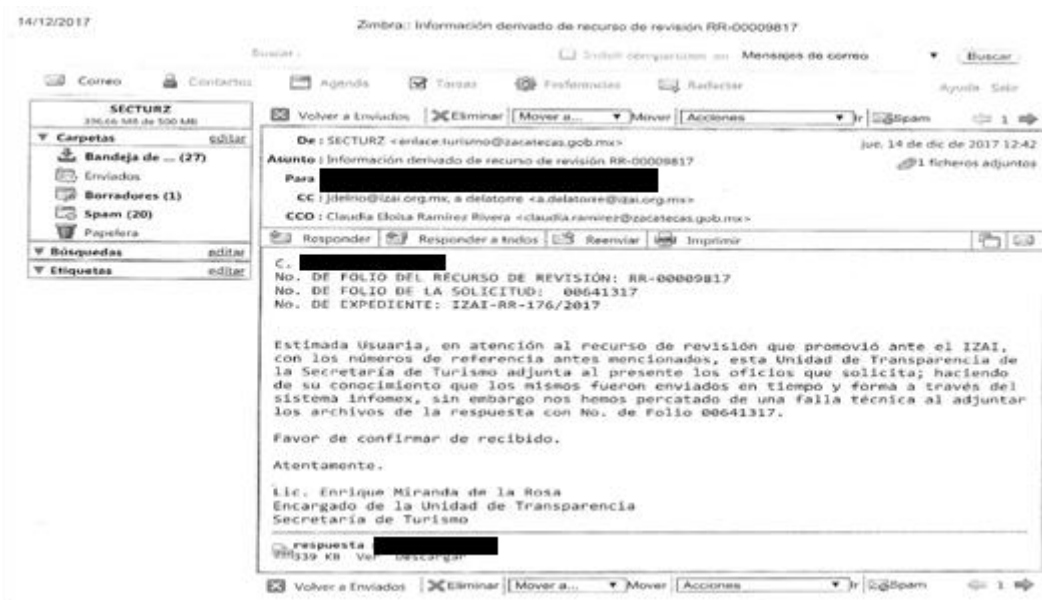 14/12/2017
Zimbra:: Información derivado de recurso de revisión RR-00009817
Buscar:
Mensajes de correo
Buscar
Correo
Contactos
Agenda
Tareas
Preferencias
Redactar
Ayuda Salir
SECTURZ
396.66 MB de 500 MB
Carpetas editar
Bandeja de ... (27)
Enviados
Borradores (1)
Spam (20)
Papelera
Búsquedas editar
Etiquetas editar
Volver a Enviados Eliminar Mover a... Mover Acciones Ir Spam 1
De : SECTURZ <enlace.turismo@zacatecas.gob.mx>
jue, 14 de dic de 2017 12:42
Asunto : Información derivado de recurso de revisión RR-00009817
1 ficheros adjuntos
Para
CC : jdelrio@izai.org.mx, a delatorre <a.delatorre@izai.org.mx>
CCO : Claudia Eloisa Ramírez Rivera <claudia.ramirez@zacatecas.gob.mx>
Responder Responder a todos Reenviar Imprimir
C.
No. DE FOLIO DEL RECURSO DE REVISIÓN: RR-00009817
No. DE FOLIO DE LA SOLICITUD: 00641317
No. DE EXPEDIENTE: IZAI-RR-176/2017
Estimada Usuaria, en atención al recurso de revisión que promovió ante el IZAI,
con los números de referencia antes mencionados, esta Unidad de Transparencia de
la Secretaría de Turismo adjunta al presente los oficios que solicita; haciendo
de su conocimiento que los mismos fueron enviados en tiempo y forma a través del
sistema infomex, sin embargo nos hemos percatado de una falla técnica al adjuntar
los archivos de la respuesta con No. de Folio 00641317.
Favor de confirmar de recibido.
Atentamente.
Lic. Enrique Miranda de la Rosa
Encargado de la Unidad de Transparencia
Secretaría de Turismo
respuesta
339 KB Ver Descargar
Volver a Enviados Eliminar Mover a... Mover Acciones Ir Spam 1